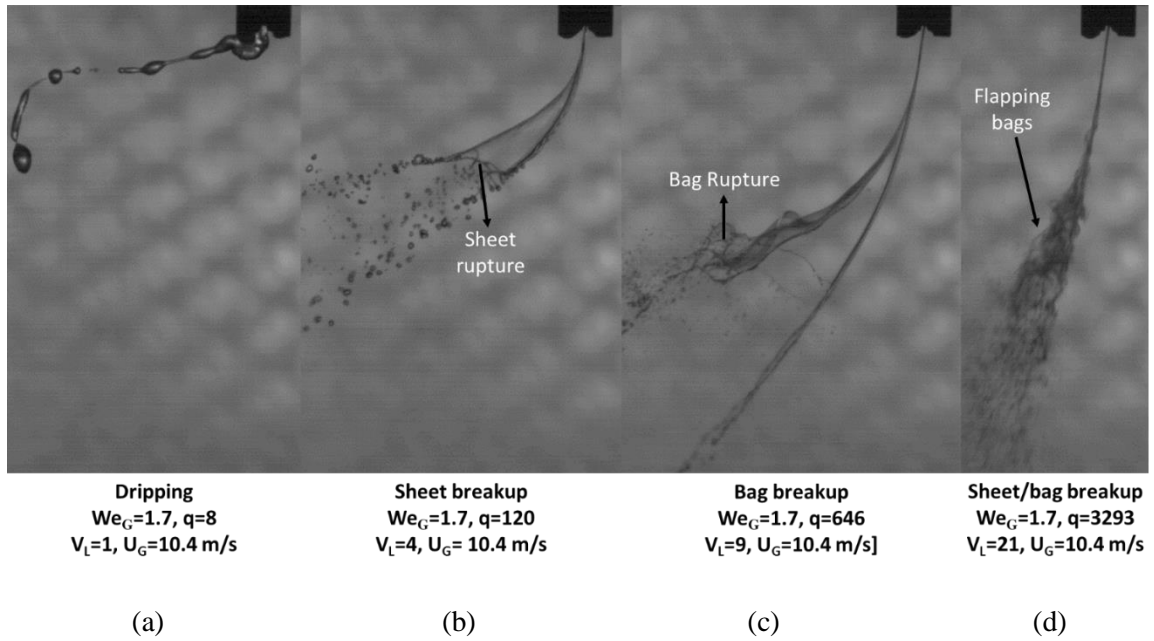 Flapping
bags
Bag Rupture
Sheet
rupture
Dripping
We_G=1.7, q=8
V_L=1, U_G=10.4 m/s
Sheet breakup
We_G=1.7, q=120
V_L=4, U_G= 10.4 m/s
Bag breakup
We_G=1.7, q=646
V_L=9, U_G=10.4 m/s]
Sheet/bag breakup
We_G=1.7, q=3293
V_L=21, U_G=10.4 m/s
(a)
(b)
(c)
(d)